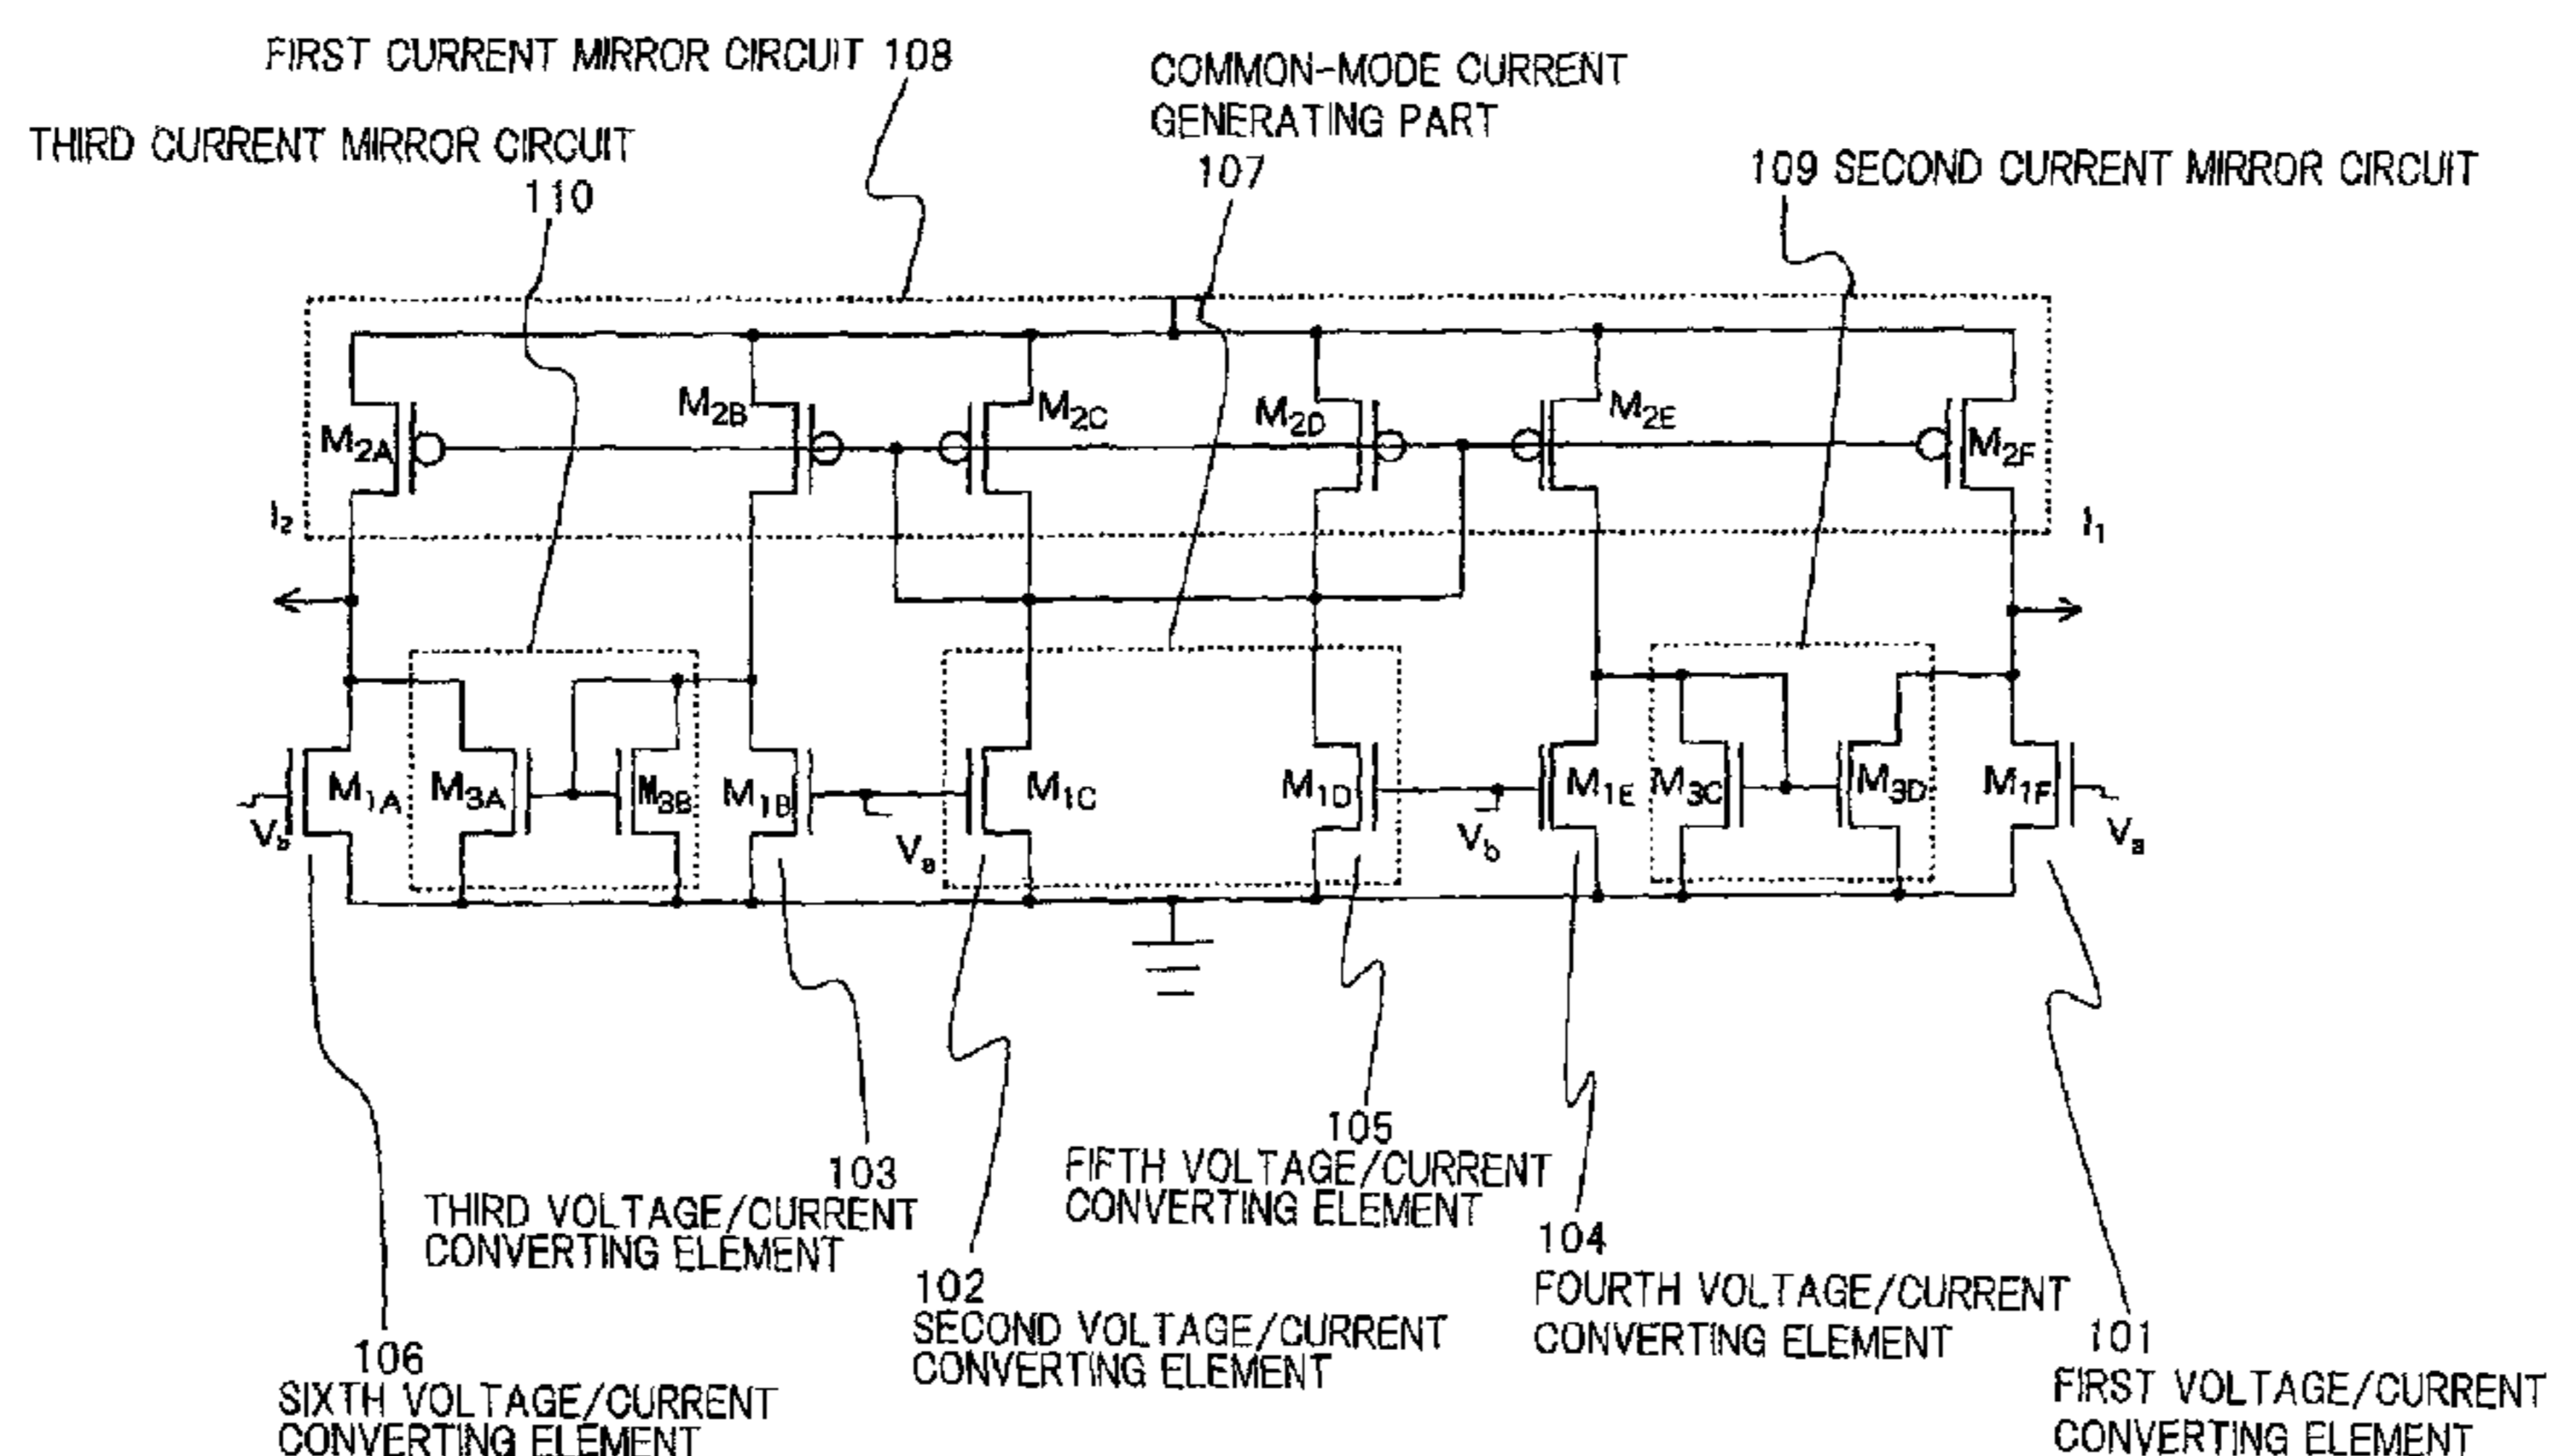 FIRST CURRENT MIRROR CIRCUIT 108
COMMON-MODE CURRENT
GENERATING PART
107
THIRD CURRENT MIRROR CIRCUIT
110
109 SECOND CURRENT MIRROR CIRCUIT
M2A
M2B
M2C
M2D
M2E
M2F
I2
I1
M1A
M3A
M3B
M1B
M1C
M1D
M1E
M3C
M3D
M1F
Vb
Va
Vb
Va
105
FIFTH VOLTAGE/CURRENT
CONVERTING ELEMENT
103
THIRD VOLTAGE/CURRENT
CONVERTING ELEMENT
104
FOURTH VOLTAGE/CURRENT
CONVERTING ELEMENT
102
SECOND VOLTAGE/CURRENT
CONVERTING ELEMENT
101
FIRST VOLTAGE/CURRENT
CONVERTING ELEMENT
106
SIXTH VOLTAGE/CURRENT
CONVERTING ELEMENT